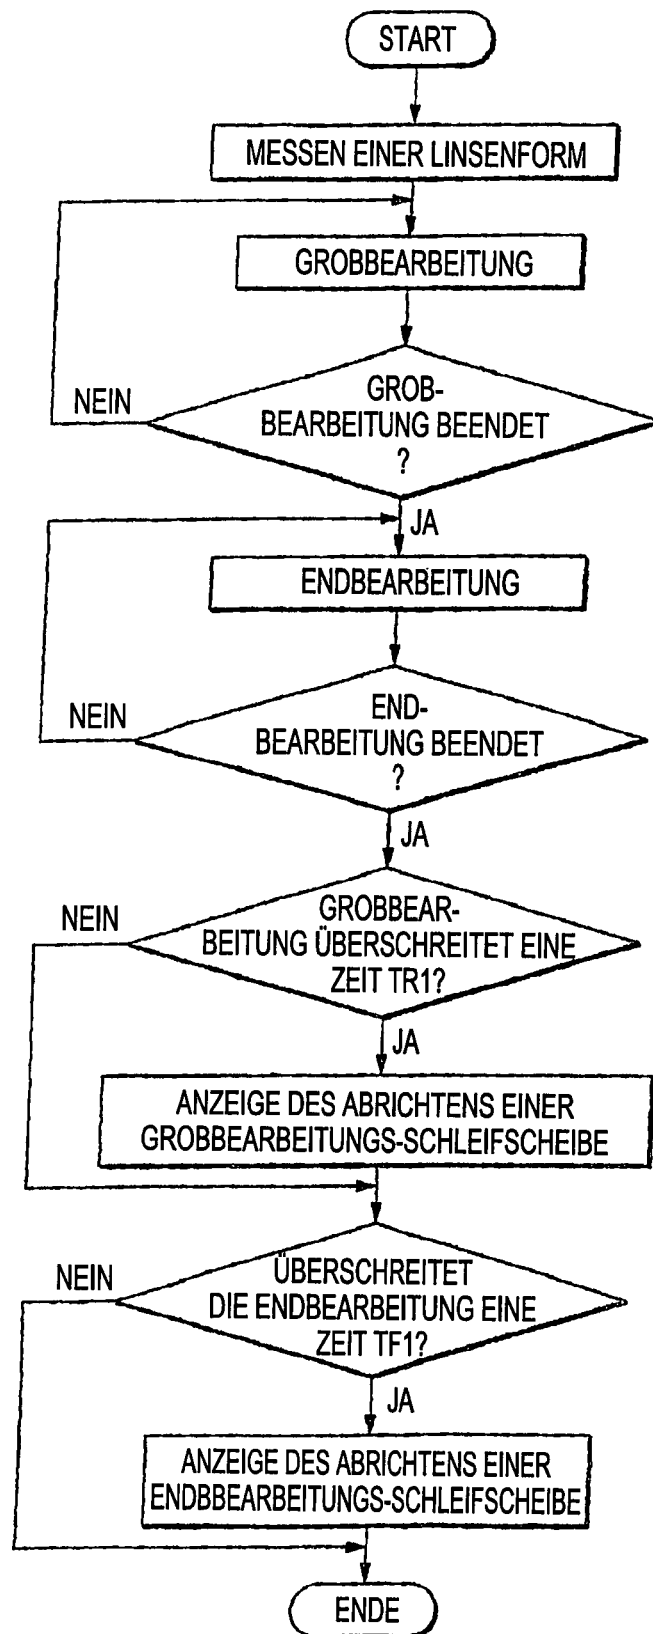 START
MESSEN EINER LINSENFORM
GROBBEARBEITUNG
GROB-
BEARBEITUNG BEENDET
?
NEIN
JA
ENDBEARBEITUNG
END-
BEARBEITUNG BEENDET
?
NEIN
JA
GROBBEAR-
BEITUNG ÜBERSCHREITET EINE
ZEIT TR1?
NEIN
JA
ANZEIGE DES ABRICHTENS EINER
GROBBEARBEITUNGS-SCHLEIFSCHEIBE
ÜBERSCHREITET
DIE ENDBEARBEITUNG EINE
ZEIT TF1?
NEIN
JA
ANZEIGE DES ABRICHTENS EINER
ENDBBEARBEITUNGS-SCHLEIFSCHEIBE
ENDE